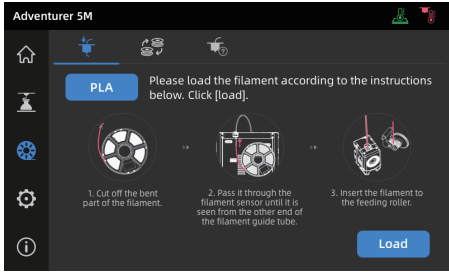 Adventurer 5M
PLA
Please load the filament according to the instructions
below. Click [load].
1. Cut off the bent
part of the filament.
2. Pass it through the
filament sensor until it is
seen from the other end of
the filament guide tube.
3. Insert the filament to
the feeding roller.
Load